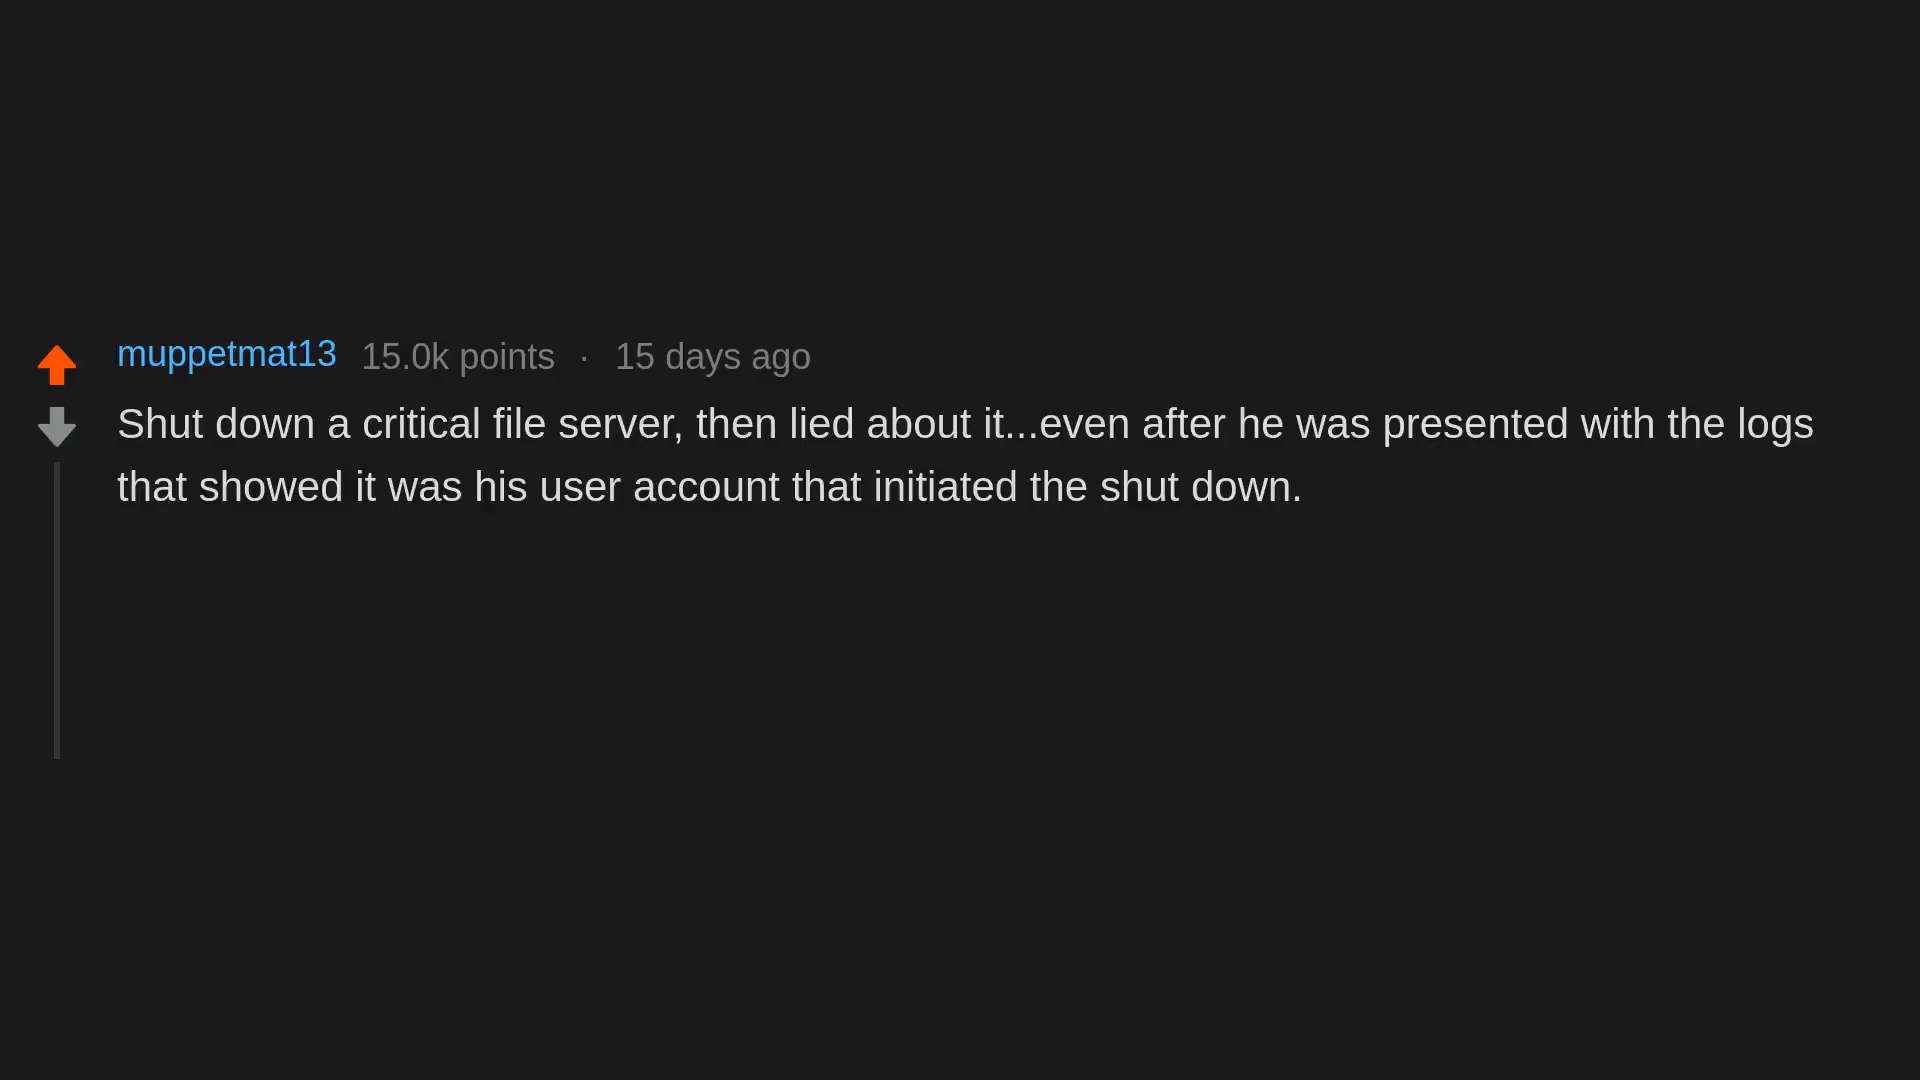 muppetmat13 15.0k points · 15 days ago
Shut down a critical file server, then lied about it...even after he was presented with the logs
that showed it was his user account that initiated the shut down.